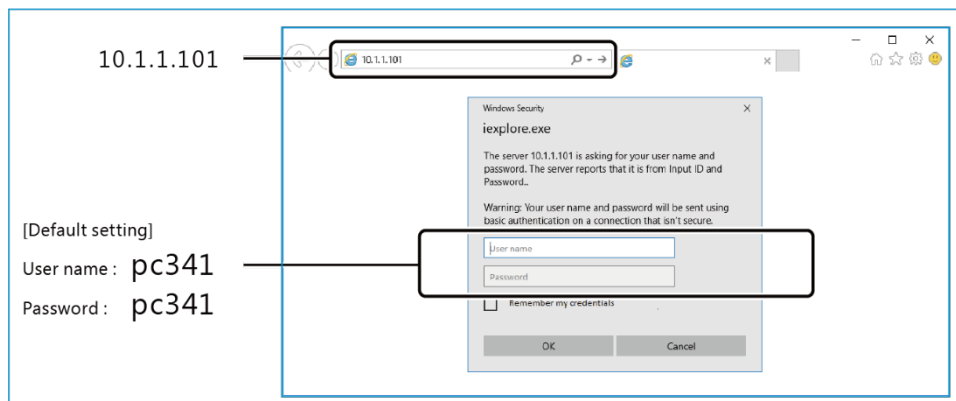 10.1.1.101
10.1.1.101
Windows Security
iexplore.exe
The server 10.1.1.101 is asking for your user name and
password. The server reports that it is from Input ID and
Password..
Warning: Your user name and password will be sent using
basic authentication on a connection that isn't secure.
[Default setting]
User name : pc341
Password : pc341
User name
Password
Remember my credentials
OK Cancel